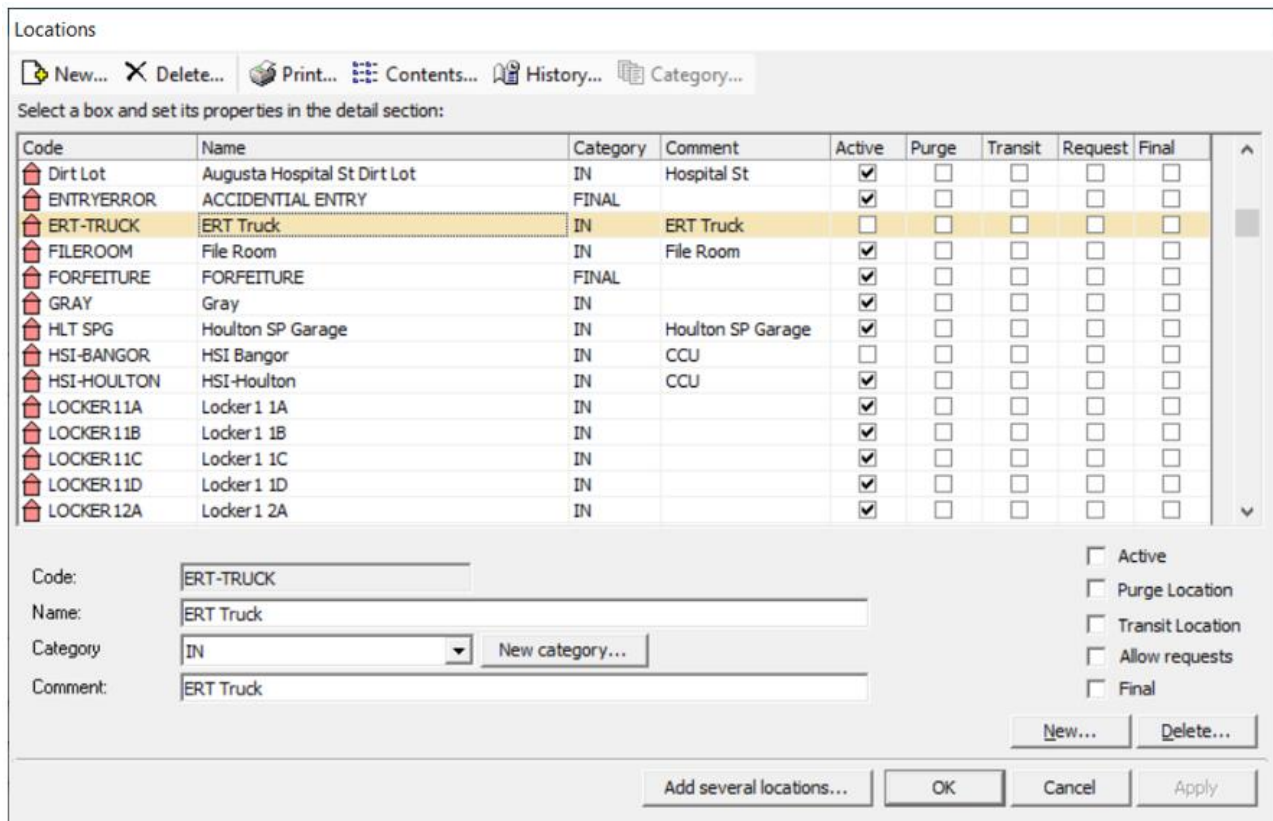 Locations
New... Delete... Print... Contents... History... Category...
Select a box and set its properties in the detail section:
Code Name Category Comment Active Purge Transit Request Final
Dirt Lot Augusta Hospital St Dirt Lot IN Hospital St
ENTRYERROR ACCIDENTIAL ENTRY FINAL
ERT-TRUCK ERT Truck IN ERT Truck
FILEROOM File Room IN File Room
FORFEITURE FORFEITURE FINAL
GRAY Gray IN
HLT SPG Houlton SP Garage IN Houlton SP Garage
HSI-BANGOR HSI Bangor IN CCU
HSI-HOULTON HSI-Houlton IN CCU
LOCKER11A Locker1 1A IN
LOCKER11B Locker1 1B IN
LOCKER11C Locker1 1C IN
LOCKER11D Locker1 1D IN
LOCKER12A Locker1 2A IN
Active
Code: ERT-TRUCK
Purge Location
Name: ERT Truck
Transit Location
Category IN New category...
Allow requests
Comment: ERT Truck
Final
New... Delete...
Add several locations... OK Cancel Apply